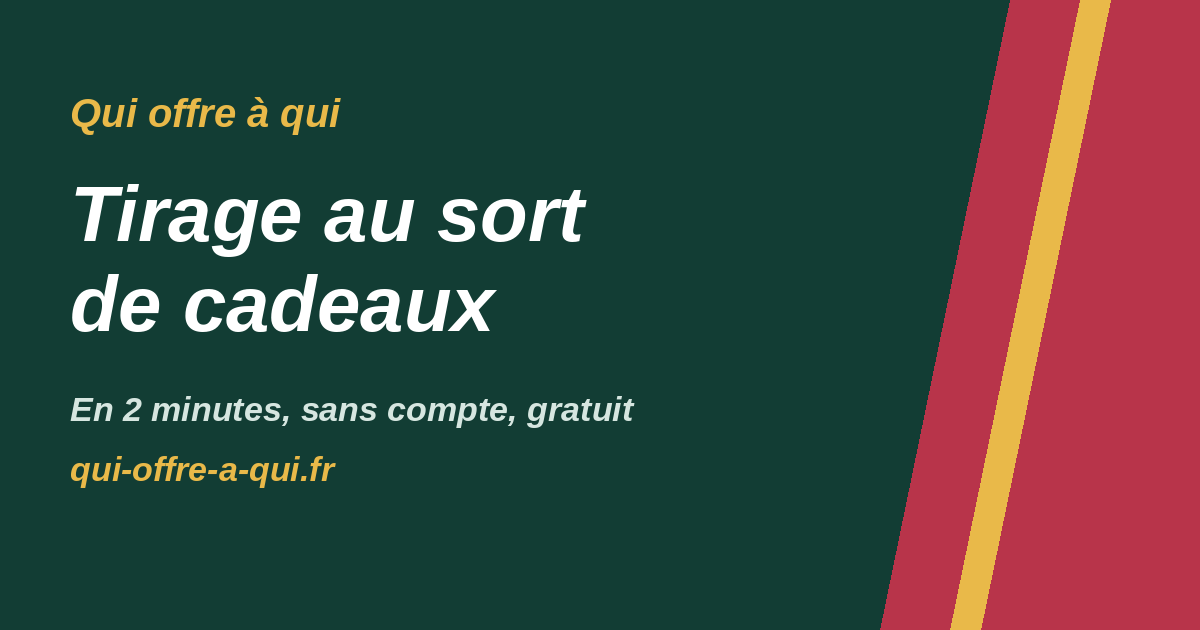 Qui offre à qui
Tirage au sort
de cadeaux
En 2 minutes, sans compte, gratuit
qui-offre-a-qui.fr